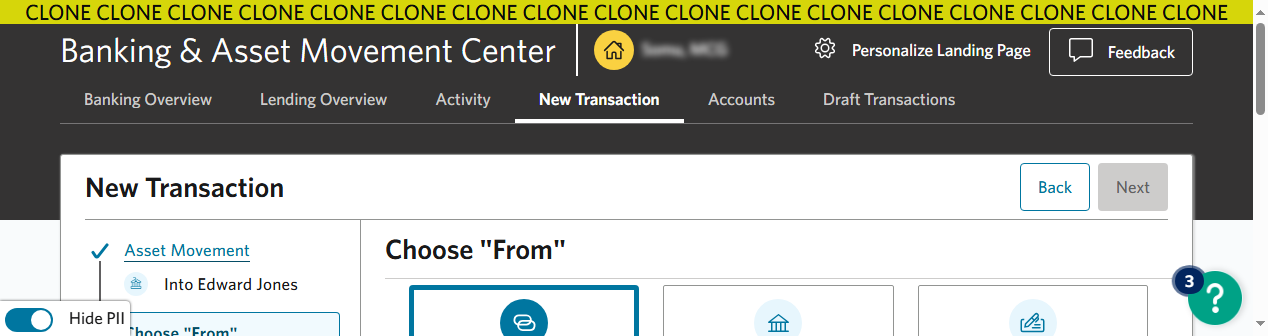 CLONE CLONE CLONE CLONE CLONE CLONE CLONE CLONE CLONE CLONE CLONE CLONE CLONE CLONE CLONE CLONE CLONE
Banking & Asset Movement Center
Personalize Landing Page
Feedback
Banking Overview
Lending Overview
Activity
New Transaction
Accounts
Draft Transactions
New Transaction
Back
Next
Asset Movement
Into Edward Jones
Choose "From"
Hide PII
Choose "From"
3
?